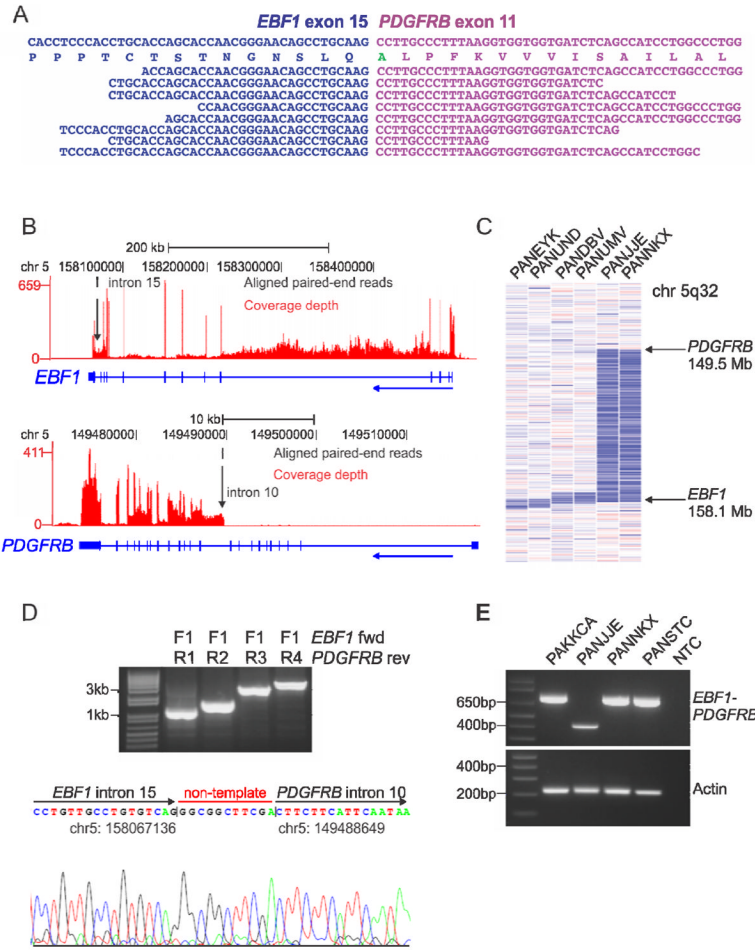 A
EBF1 exon 15 PDGFRB exon 11
CACCTCCCACCTGCACCAGCACCAACGGGAACAGCCTGCAAG CCTTGCCCTTTAAGGTGGTGGTGATCTCAGCCATCCTGGCCCTGG
P P P T C T S T N G N S L Q A L P F K V V V I S A I L A L
ACCAGCACCAACGGGAACAGCCTGCAAG CCTTGCCCTTTAAGGTGGTGGTGATCTCAGCCATCCTGGCCCTGG
CTGCACCAGCACCAACGGGAACAGCCTGCAAG CCTTGCCCTTTAAGGTGGTGGTGATCTC
CTGCACCAGCACCAACGGGAACAGCCTGCAAG CCTTGCCCTTTAAGGTGGTGGTGATCTCAGCCATCCT
CCAACGGGAACAGCCTGCAAG CCTTGCCCTTTAAGGTGGTGGTGATCTCAGCCATCCTGGCCCTGG
AGCACCAACGGGAACAGCCTGCAAG CCTTGCCCTTTAAGGTGGTGGTGATCTCAGCCATCCTGGCCCTGG
TCCCACCTGCACCAGCACCAACGGGAACAGCCTGCAAG CCTTGCCCTTTAAGGTGGTGGTGATCTCAG
CTGCACCAGCACCAACGGGAACAGCCTGCAAG CCTTGCCCTTTAAG
TCCCACCTGCACCAGCACCAACGGGAACAGCCTGCAAG CCTTGCCCTTTAAGGTGGTGGTGATCTCAGCCATCCTGGC
B
200 kb
chr 5 158100000 158200000 158300000 158400000
659
intron 15
Aligned paired-end reads
Coverage depth
0
EBF1
10 kb
chr 5 149480000 149490000 149500000 149510000
411
Aligned paired-end reads
Coverage depth
intron 10
0
PDGFRB
C
PANEYK
PANUND
PANDBV
PANUMV
PANJJE
PANNKX
chr 5q32
PDGFRB
149.5 Mb
EBF1
158.1 Mb
D
F1 F1 F1 F1 EBF1 fwd
R1 R2 R3 R4 PDGFRB rev
3kb
1kb
EBF1 intron 15 non-template PDGFRB intron 10
CCTGTTGCCTGTGTCAGGGCGGCTTCGACTTCTTCATTCAATAA
chr5: 158067136 chr5: 149488649
E
PAKKCA
PANJJE
PANNKX
PANSTC
NTC
650bp
400bp
EBF1-
PDGFRB
400bp
200bp
Actin